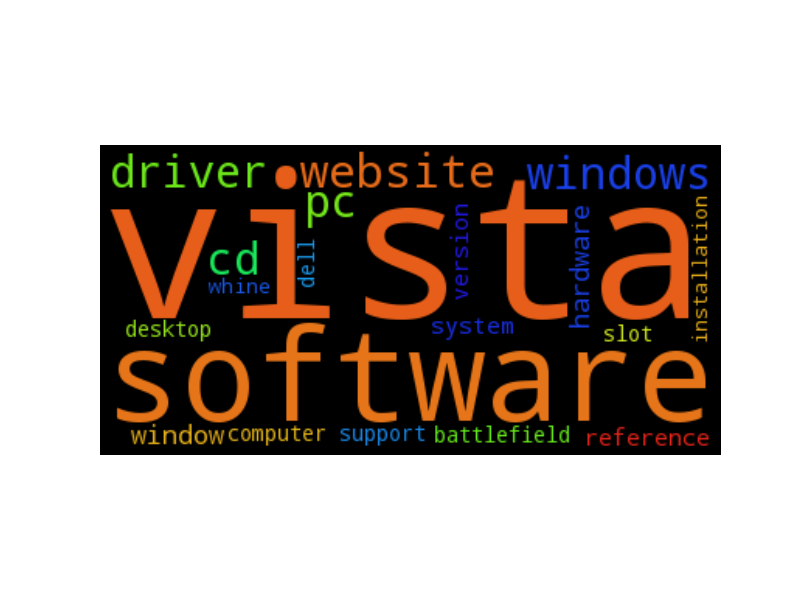 driver website windows
pc
vista
cd
whine
dell
version
hardware
installation
desktop system slot
software
window computer support battlefield reference